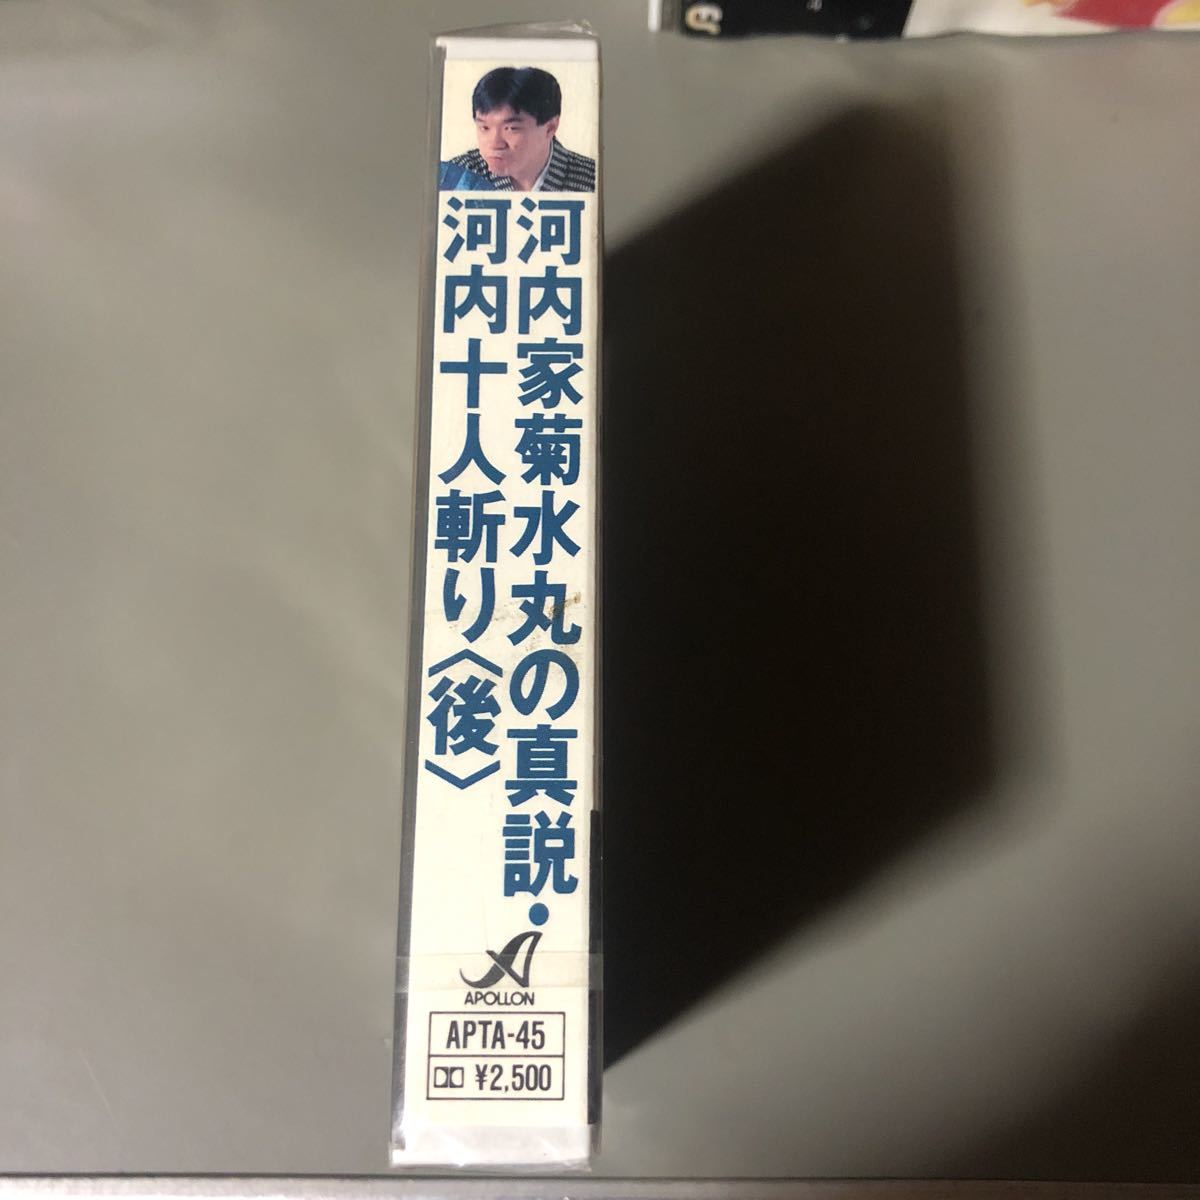 河内家菊水丸の真説・
河内十人斬り〈後〉
APOLLON
APTA-45
¥2,500